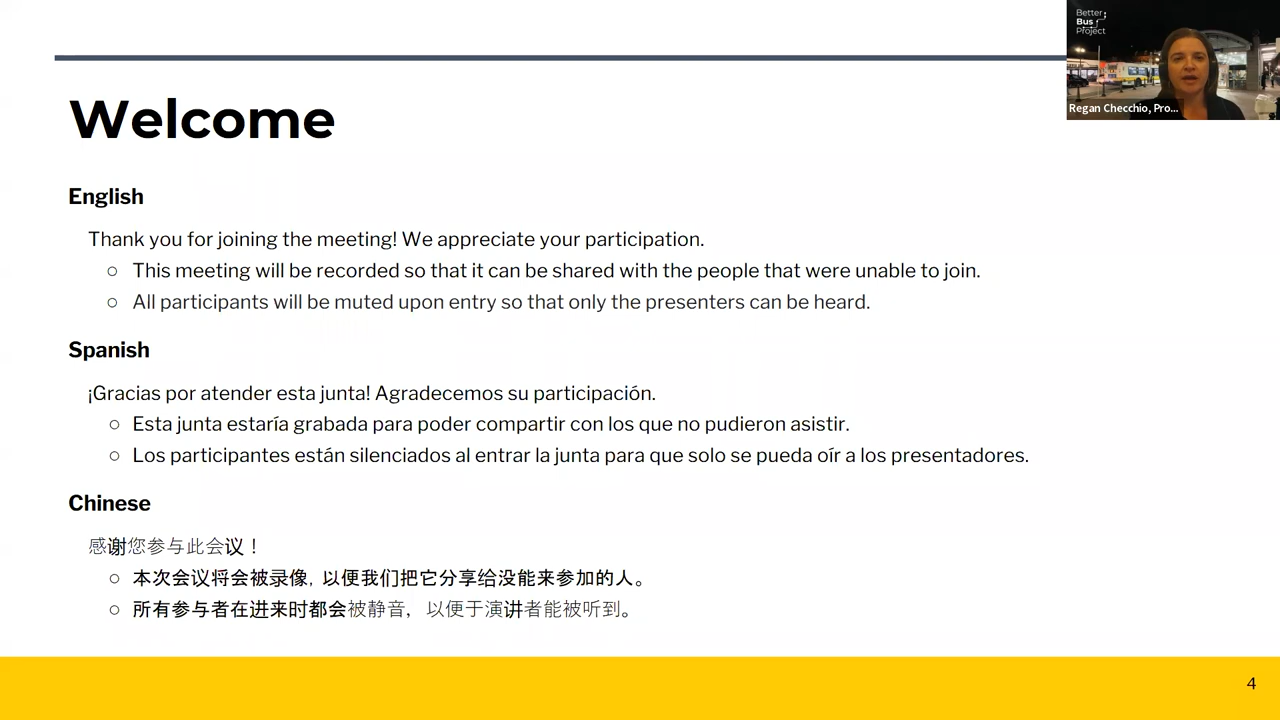 Better
Bus
Project
Regan Checchio, Pro...
Welcome
English
Thank you for joining the meeting! We appreciate your participation.
○ This meeting will be recorded so that it can be shared with the people that were unable to join.
○ All participants will be muted upon entry so that only the presenters can be heard.
Spanish
¡Gracias por atender esta junta! Agradecemos su participación.
○ Esta junta estaría grabada para poder compartir con los que no pudieron asistir.
○ Los participantes están silenciados al entrar la junta para que solo se pueda oír a los presentadores.
Chinese
感谢您参与此会议！
○ 本次会议将会被录像, 以便我们把它分享给没能来参加的人。
○ 所有参与者在进来时都会被静音，以便于演讲者能被听到。
4